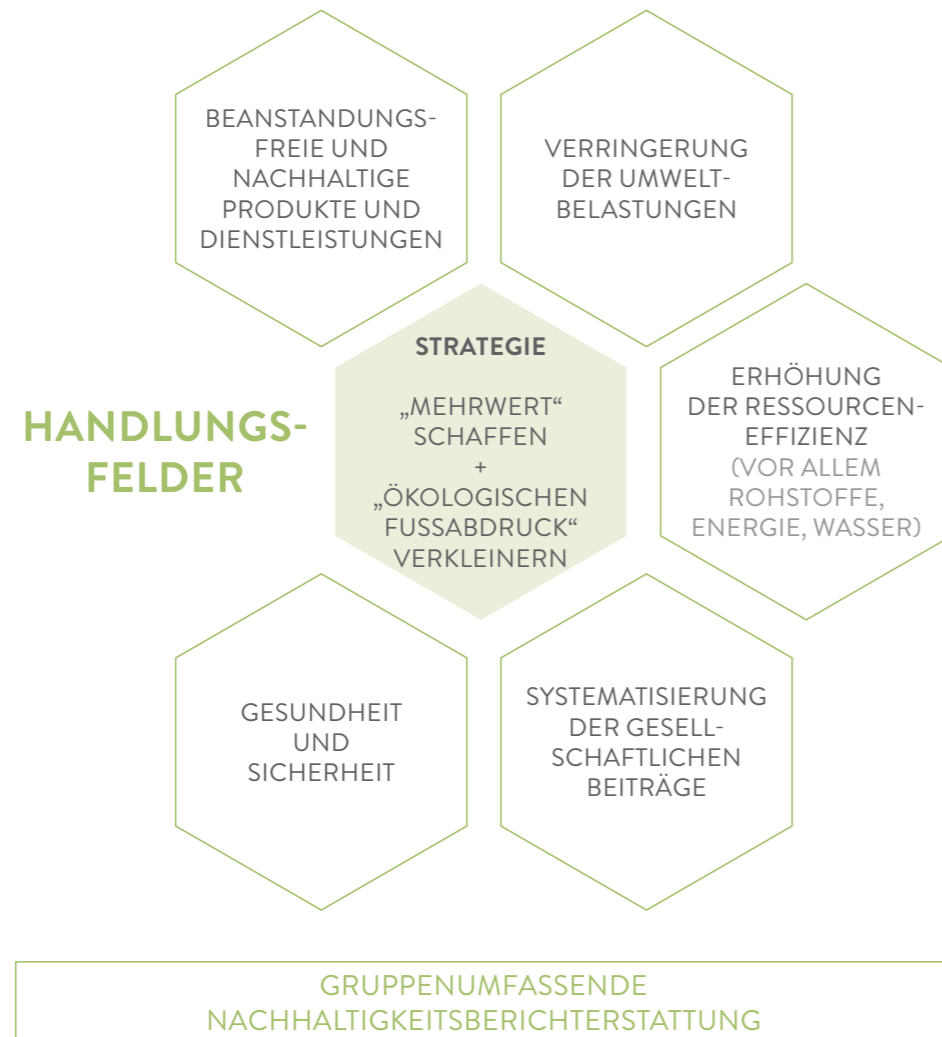 BEANSTANDUNGS-
FREIE UND
NACHHALTIGE
PRODUKTE UND
DIENSTLEISTUNGEN
VERRINGERUNG
DER UMWELT-
BELASTUNGEN
HANDLUNGS-
FELDER
STRATEGIE
„MEHRWERT“
SCHAFFEN
+
„ÖKOLOGISCHEN
FUSSABDRUCK“
VERKLEINERN
ERHÖHUNG
DER RESSOURCEN-
EFFIZIENZ
(VOR ALLEM
ROHSTOFFE,
ENERGIE, WASSER)
GESUNDHEIT
UND
SICHERHEIT
SYSTEMATISIERUNG
DER GESELL-
SCHAFTLICHEN
BEITRÄGE
GRUPPENUMFASSENDE
NACHHALTIGKEITSBERICHTERSTATTUNG